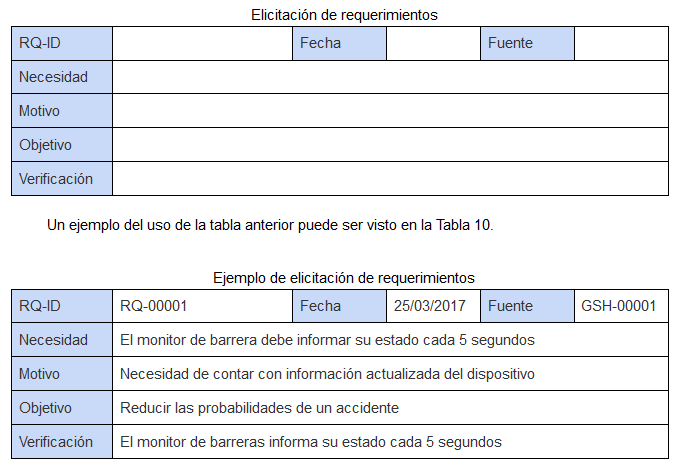 Elicitación de requerimientos
RQ-ID Fecha Fuente
Necesidad
Motivo
Objetivo
Verificación
Un ejemplo del uso de la tabla anterior puede ser visto en la Tabla 10.
Ejemplo de elicitación de requerimientos
RQ-ID RQ-00001 Fecha 25/03/2017 Fuente GSH-00001
Necesidad El monitor de barrera debe informar su estado cada 5 segundos
Motivo Necesidad de contar con información actualizada del dispositivo
Objetivo Reducir las probabilidades de un accidente
Verificación El monitor de barreras informa su estado cada 5 segundos